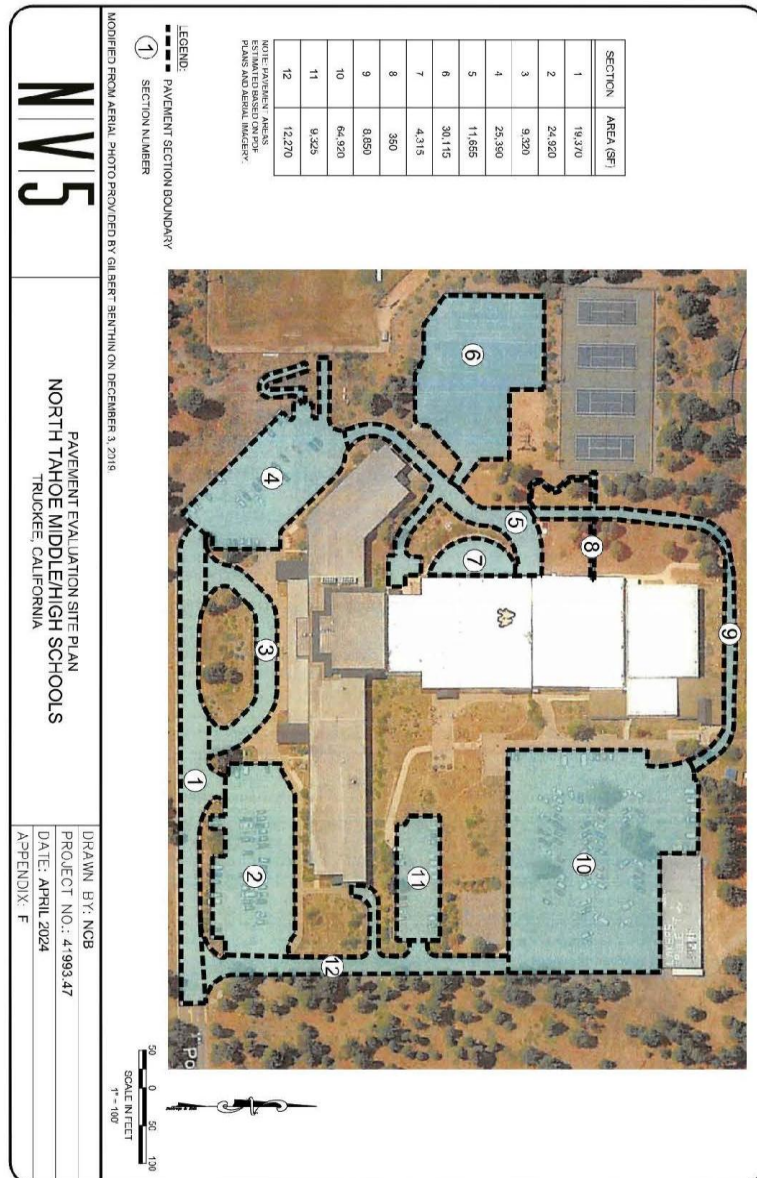 SECTION AREA (SF)
1 19,370
2 24,920
3 9,320
4 25,390
5 11,655
6 30,115
7 4,315
8 350
9 8,850
10 64,920
11 9,325
12 12,270
NOTE: PAVEMENT AREAS
ESTIMATED BASED ON PDF
PLANS AND AERIAL IMAGERY.
LEGEND:
PAVEMENT SECTION BOUNDARY
1 SECTION NUMBER
6
4
5
7
8
9
3
1
2
11
10
12
Po
50 0 50 100
SCALE IN FEET
1" = 100'
MODIFIED FROM AERIAL PHOTO PROVIDED BY GILBERT BENTHIN ON DECEMBER 3, 2019.
N|V|5
PAVEMENT EVALUATION SITE PLAN
NORTH TAHOE MIDDLE/HIGH SCHOOLS
TRUCKEE, CALIFORNIA
DRAWN BY: NCB
PROJECT NO.: 41993.47
DATE: APRIL 2024
APPENDIX: F